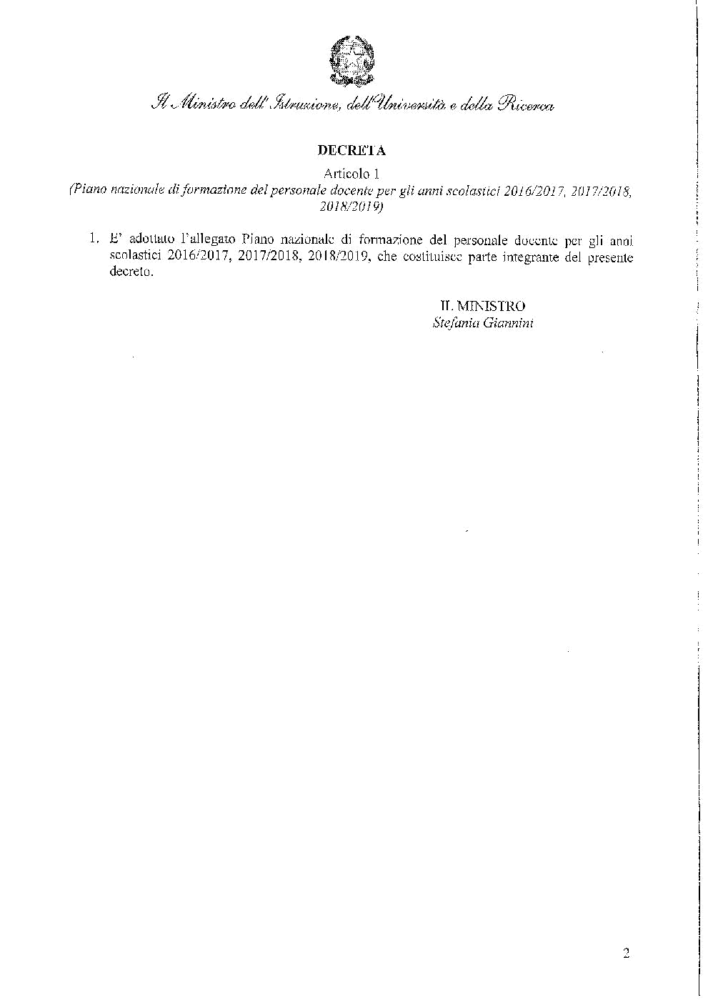 Il Ministro dell'Istruzione, dell'Università e della Ricerca
DECRETA
Articolo 1
(Piano nazionale di formazione del personale docente per gli anni scolastici 2016/2017, 2017/2018,
2018/2019)
1. E' adottato l'allegato Piano nazionale di formazione del personale docente per gli anni
scolastici 2016/2017, 2017/2018, 2018/2019, che costituisce parte integrante del presente
decreto.
IL MINISTRO
Stefania Giannini
2